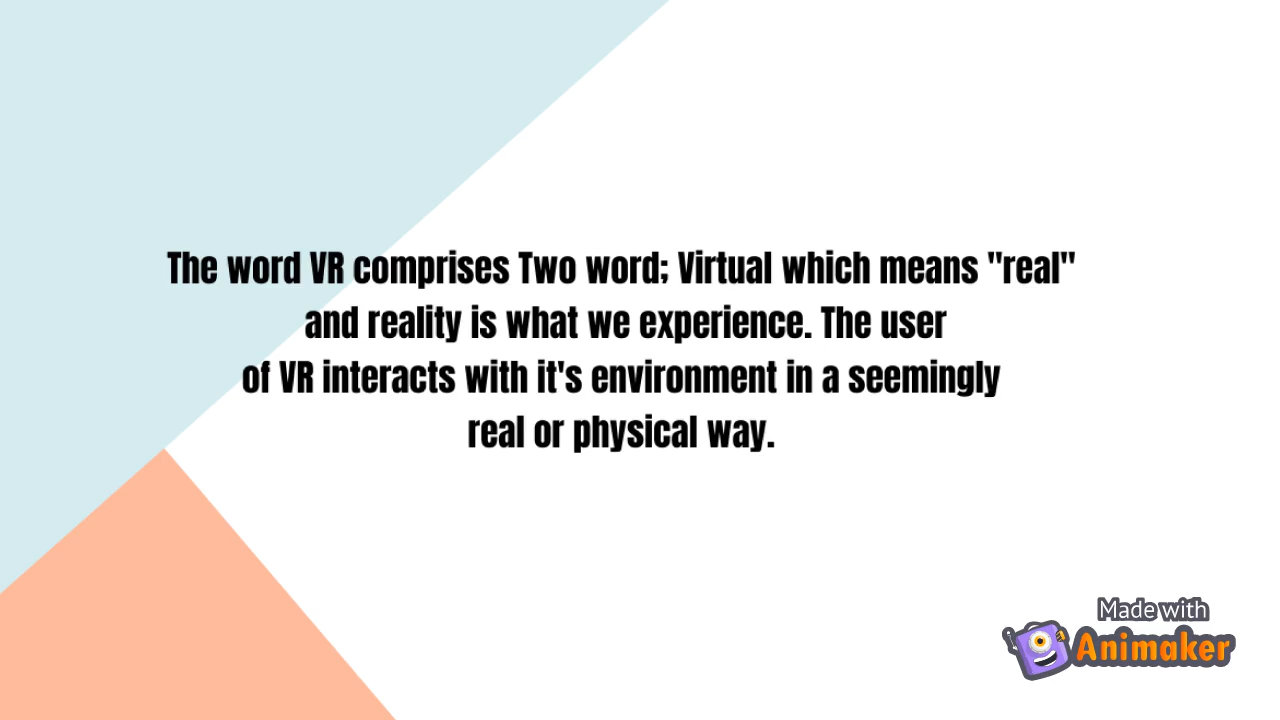 The word VR comprises Two word; Virtual which means "real"
and reality is what we experience. The user
of VR interacts with it's environment in a seemingly
real or physical way.
Made with
Animaker